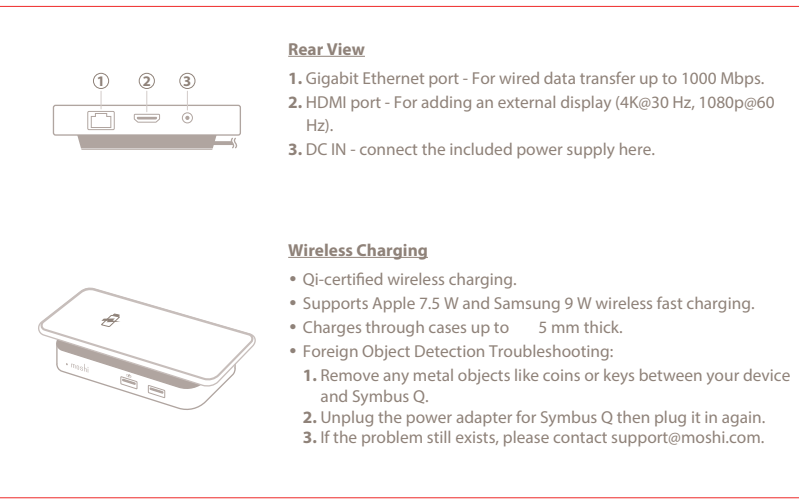 Rear View
1. Gigabit Ethernet port - For wired data transfer up to 1000 Mbps.
2. HDMI port - For adding an external display (4K@30 Hz, 1080p@60
Hz).
3. DC IN - connect the included power supply here.
1 2 3
Wireless Charging
• Qi-certified wireless charging.
• Supports Apple 7.5 W and Samsung 9 W wireless fast charging.
• Charges through cases up to 5 mm thick.
• Foreign Object Detection Troubleshooting:
1. Remove any metal objects like coins or keys between your device
and Symbus Q.
2. Unplug the power adapter for Symbus Q then plug it in again.
3. If the problem still exists, please contact support@moshi.com.
moshi